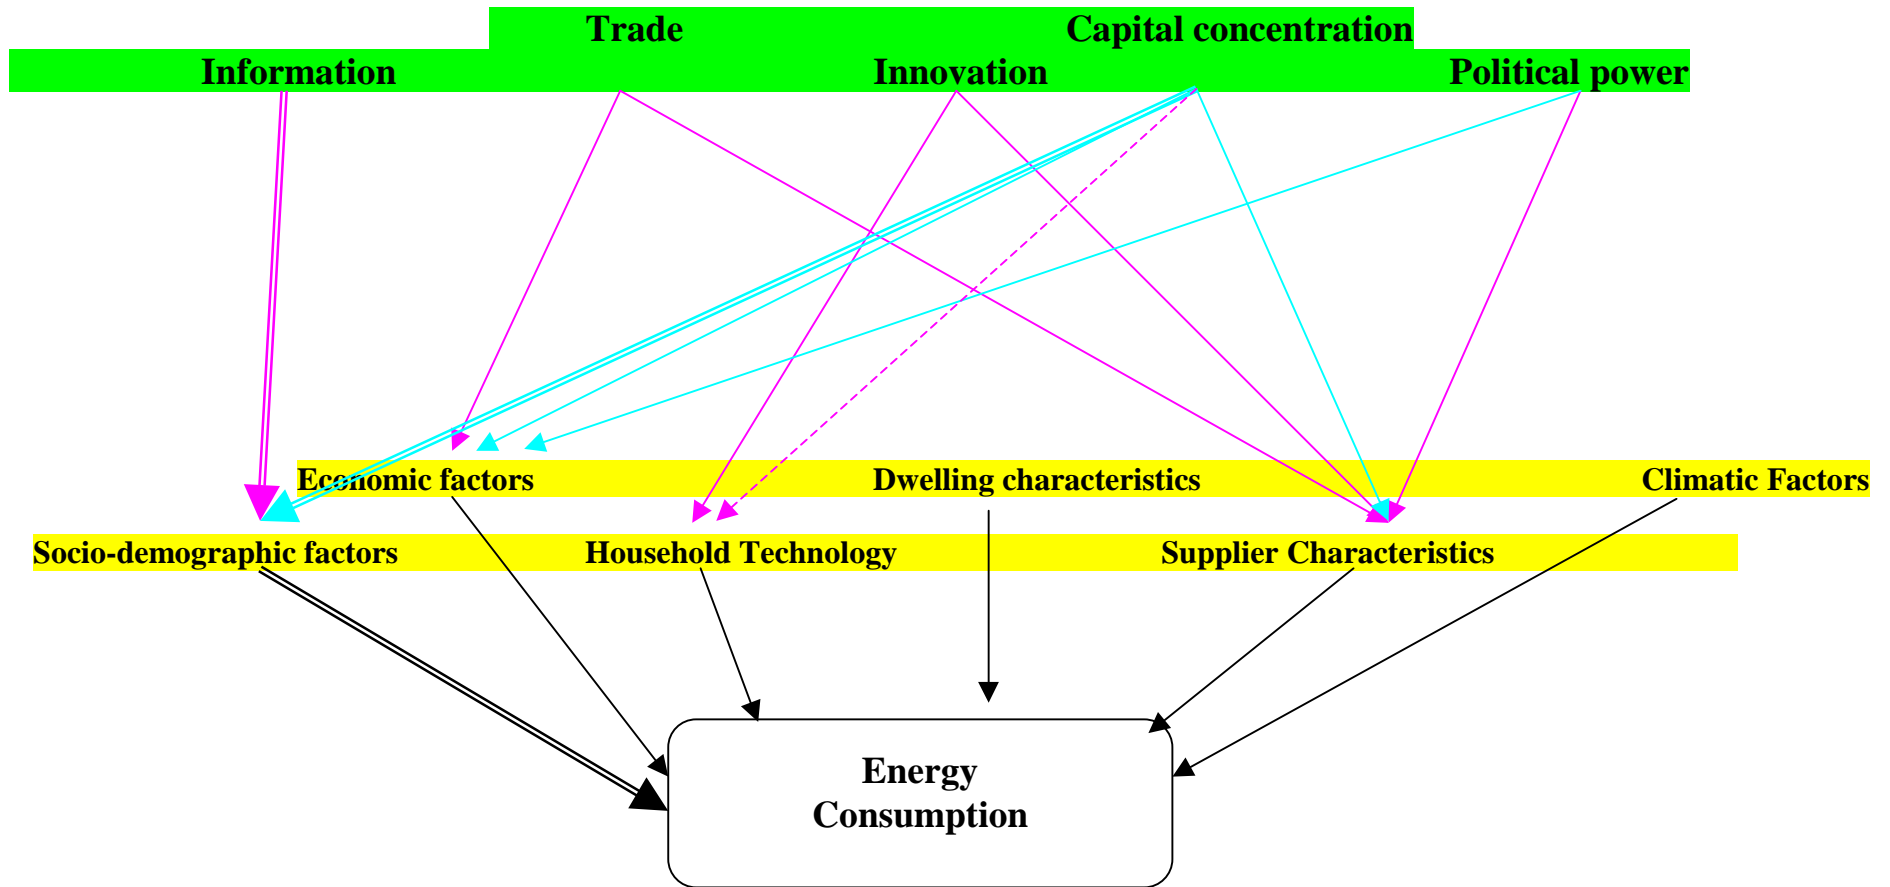 Trade Capital concentration
Information Innovation Political power
Economic factors Dwelling characteristics Climatic Factors
Socio-demographic factors Household Technology Supplier Characteristics
Energy
Consumption